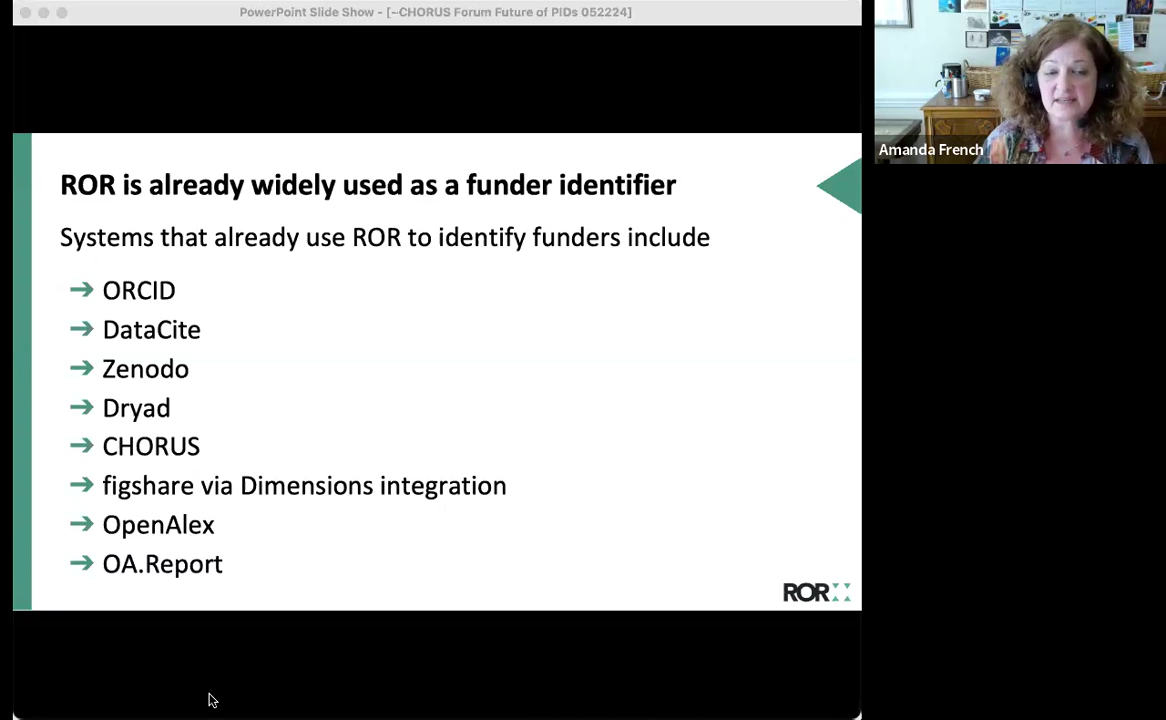 PowerPoint Slide Show - [~CHORUS Forum Future of PIDs 052224]
Amanda French
ROR is already widely used as a funder identifier
Systems that already use ROR to identify funders include
➔ ORCID
➔ DataCite
➔ Zenodo
➔ Dryad
➔ CHORUS
➔ figshare via Dimensions integration
➔ OpenAlex
➔ OA.Report
ROR